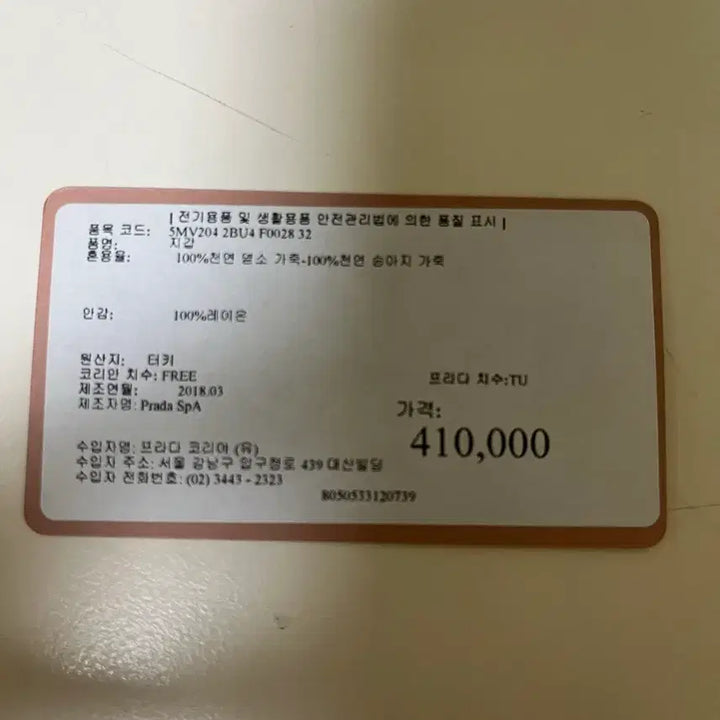 | 전기용품 및 생활용품 안전관리법에 의한 품질 표시 |
품목 코드: 5MV204 2BU4 F0028 32
품명: 지갑
혼용율: 100%천연 염소 가죽-100%천연 송아지 가죽
안감: 100%레이온
원산지: 터키
코리안 치수: FREE 프라다 치수:TU
제조연월: 2018.03
제조자명: Prada SpA
가격:
410,000
수입자명: 프라다 코리아 (유)
수입자 주소: 서울 강남구 압구정로 439 대신빌딩
수입자 전화번호: (02) 3443 - 2323
8050533120739